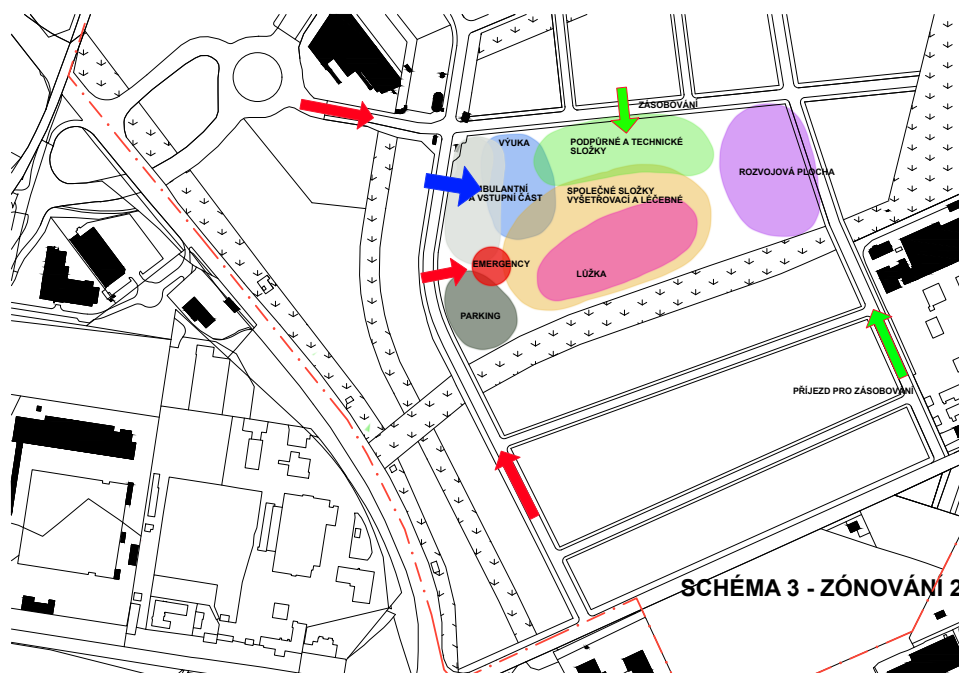 ZÁSOBOVÁNÍ
VÝUKA
PODPŮRNÉ A TECHNICKÉ
SLOŽKY
ROZVOJOVÁ PLOCHA
MBULANTNÍ
A VSTUPNÍ ČÁST
SPOLEČNÉ SLOŽKY
VYŠETŘOVACÍ A LÉČEBNÉ
EMERGENCY
LŮŽKA
PARKING
PŘÍJEZD PRO ZÁSOBOVÁNÍ
SCHÉMA 3 - ZÓNOVÁNÍ 2